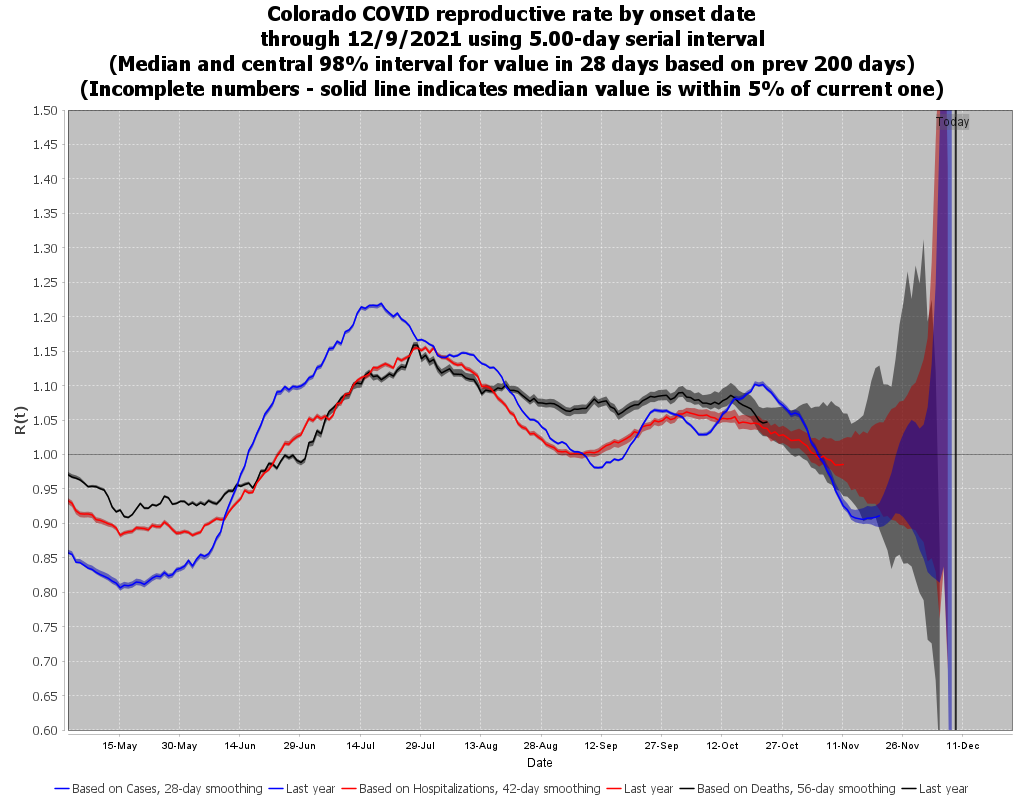 Colorado COVID reproductive rate by onset date
through 12/9/2021 using 5.00-day serial interval
(Median and central 98% interval for value in 28 days based on prev 200 days)
(Incomplete numbers - solid line indicates median value is within 5% of current one)
Today
1.50
1.45
1.40
1.35
1.30
1.25
1.20
1.15
1.10
1.05
1.00
0.95
0.90
0.85
0.80
0.75
0.70
0.65
0.60
R(t)
15-May 30-May 14-Jun 29-Jun 14-Jul 29-Jul 13-Aug 28-Aug 12-Sep 27-Sep 12-Oct 27-Oct 11-Nov 26-Nov 11-Dec
Date
Based on Cases, 28-day smoothing Last year Based on Hospitalizations, 42-day smoothing Last year Based on Deaths, 56-day smoothing Last year